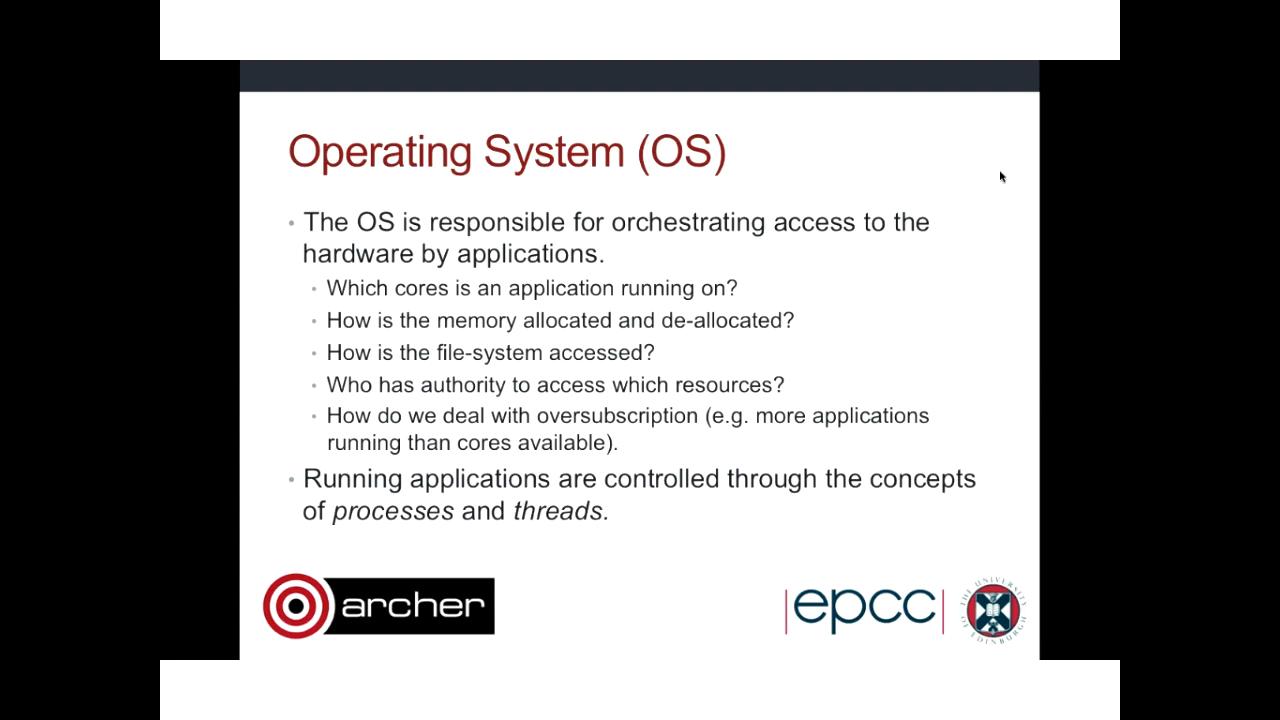 Operating System (OS)
• The OS is responsible for orchestrating access to the
hardware by applications.
• Which cores is an application running on?
• How is the memory allocated and de-allocated?
• How is the file-system accessed?
• Who has authority to access which resources?
• How do we deal with oversubscription (e.g. more applications
running than cores available).
• Running applications are controlled through the concepts
of processes and threads.
archer
|epcc|
THE UNIVERSITY
OF EDINBURGH